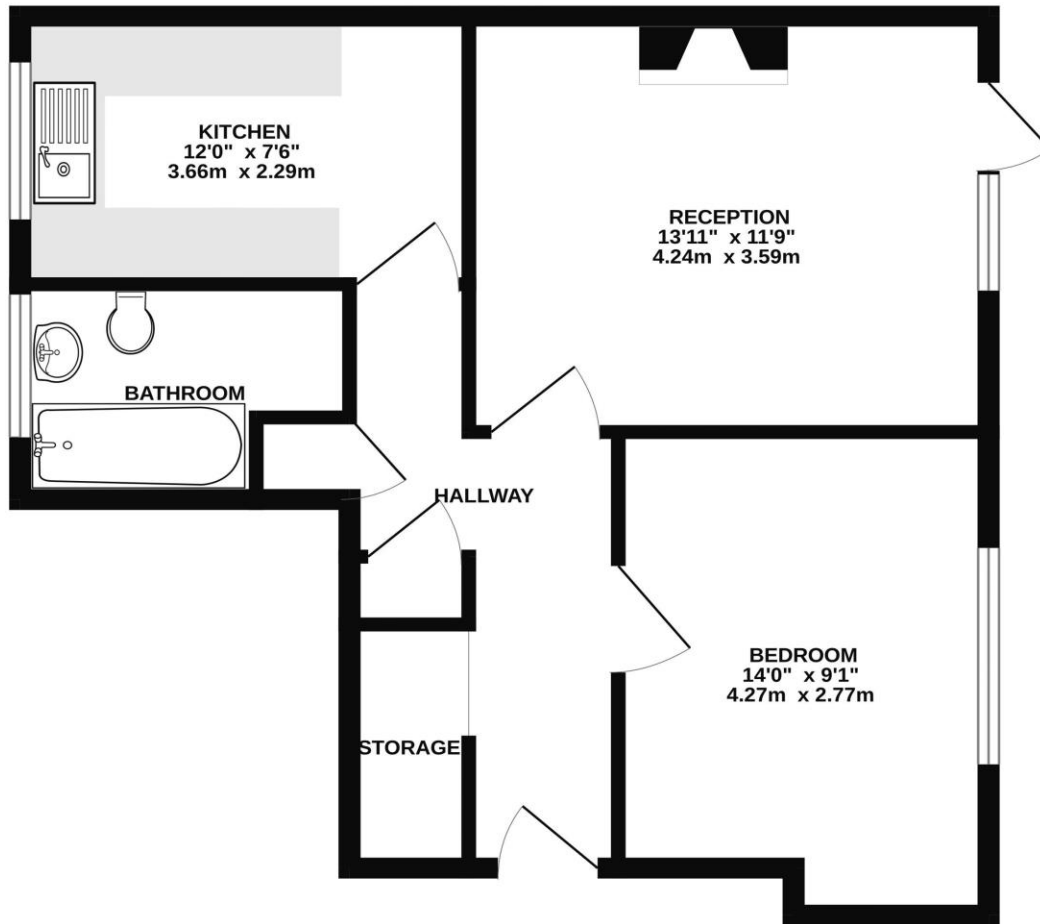 KITCHEN
12'0" x 7'6"
3.66m x 2.29m
RECEPTION
13'11" x 11'9"
4.24m x 3.59m
BATHROOM
HALLWAY
BEDROOM
14'0" x 9'1"
4.27m x 2.77m
STORAGE